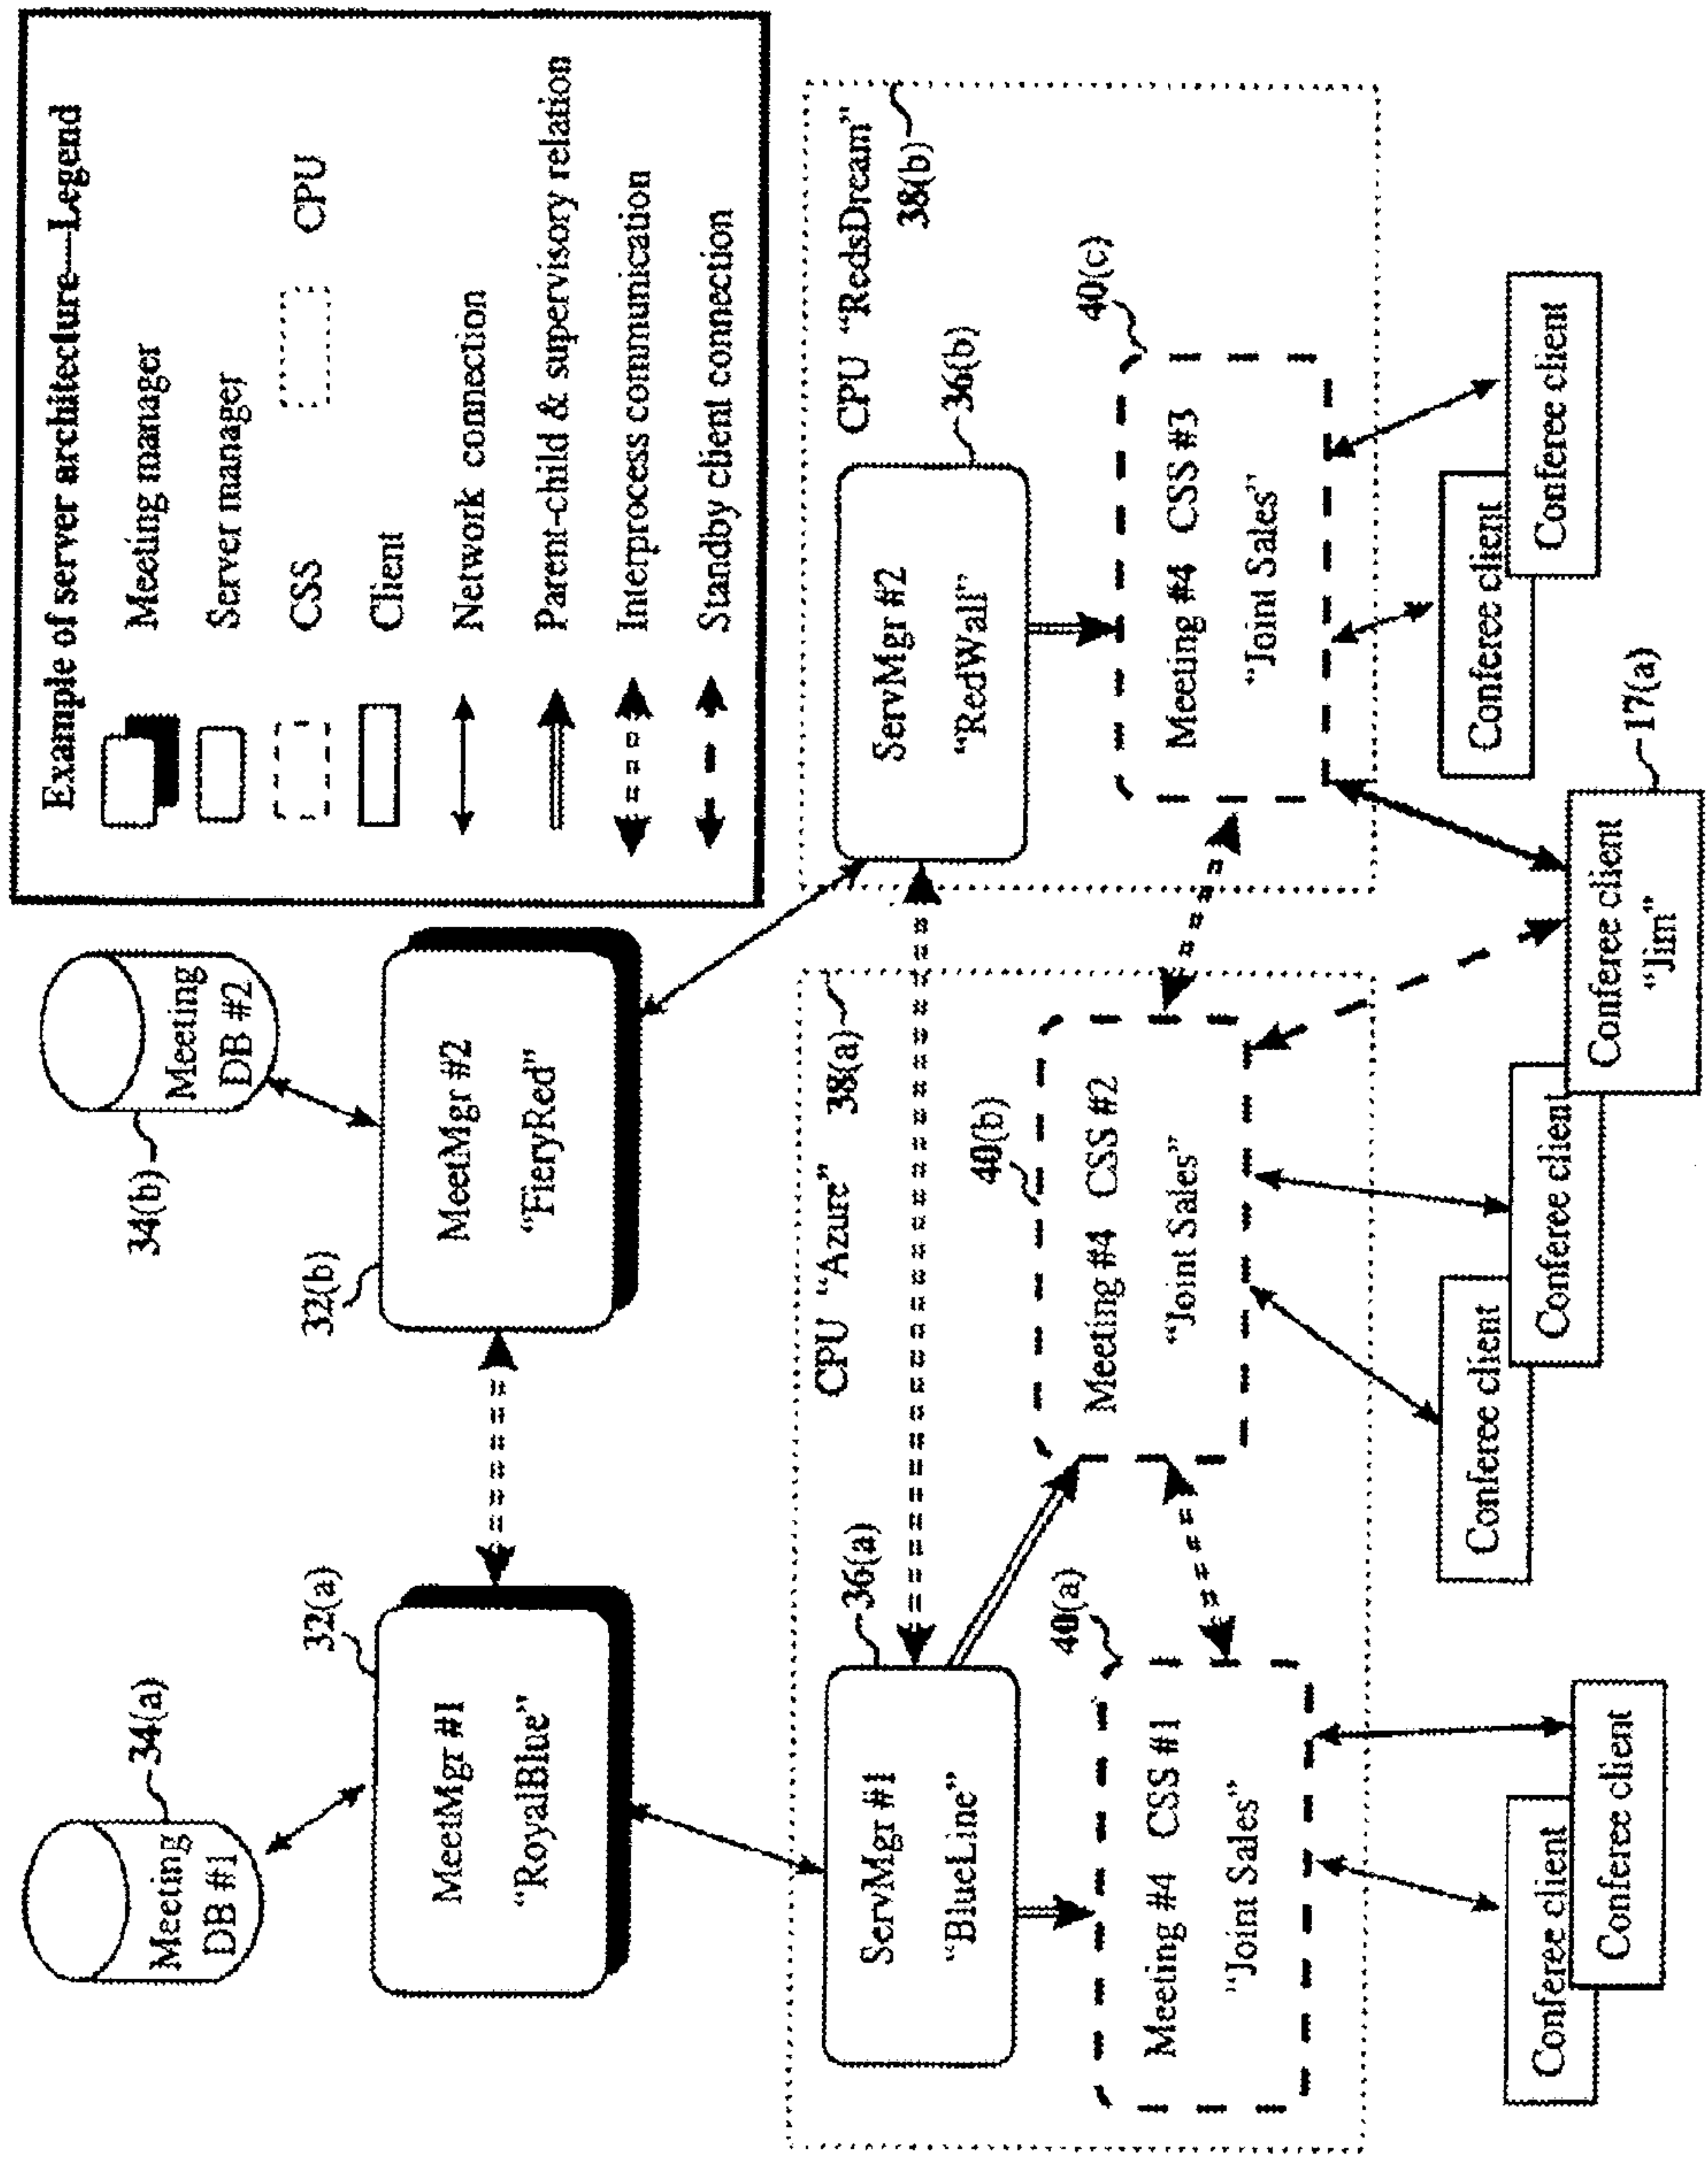 Example of server architecture—Legend
Meeting manager
Server manager
CSS
CPU
Client
Network connection
Parent-child & supervisory relation
Interprocess communication
Standby client connection
34(a)
Meeting
DB #1
34(b)
Meeting
DB #2
32(a)
MeetMgr #1
“RoyalBlue”
32(b)
MeetMgr #2
“FieryRed”
CPU “Azure”
38(a)
CPU “RedsDream”
38(b)
36(a)
ServMgr #1
“BlueLine”
36(b)
ServMgr #2
“RedWall”
40(a)
Meeting #4 CSS #1
“Joint Sales”
40(b)
Meeting #4 CSS #2
“Joint Sales”
40(c)
Meeting #4 CSS #3
“Joint Sales”
Conferee client
Conferee client
Conferee client
Conferee client
Conferee client
“Jim”
17(a)
Conferee client
Conferee client